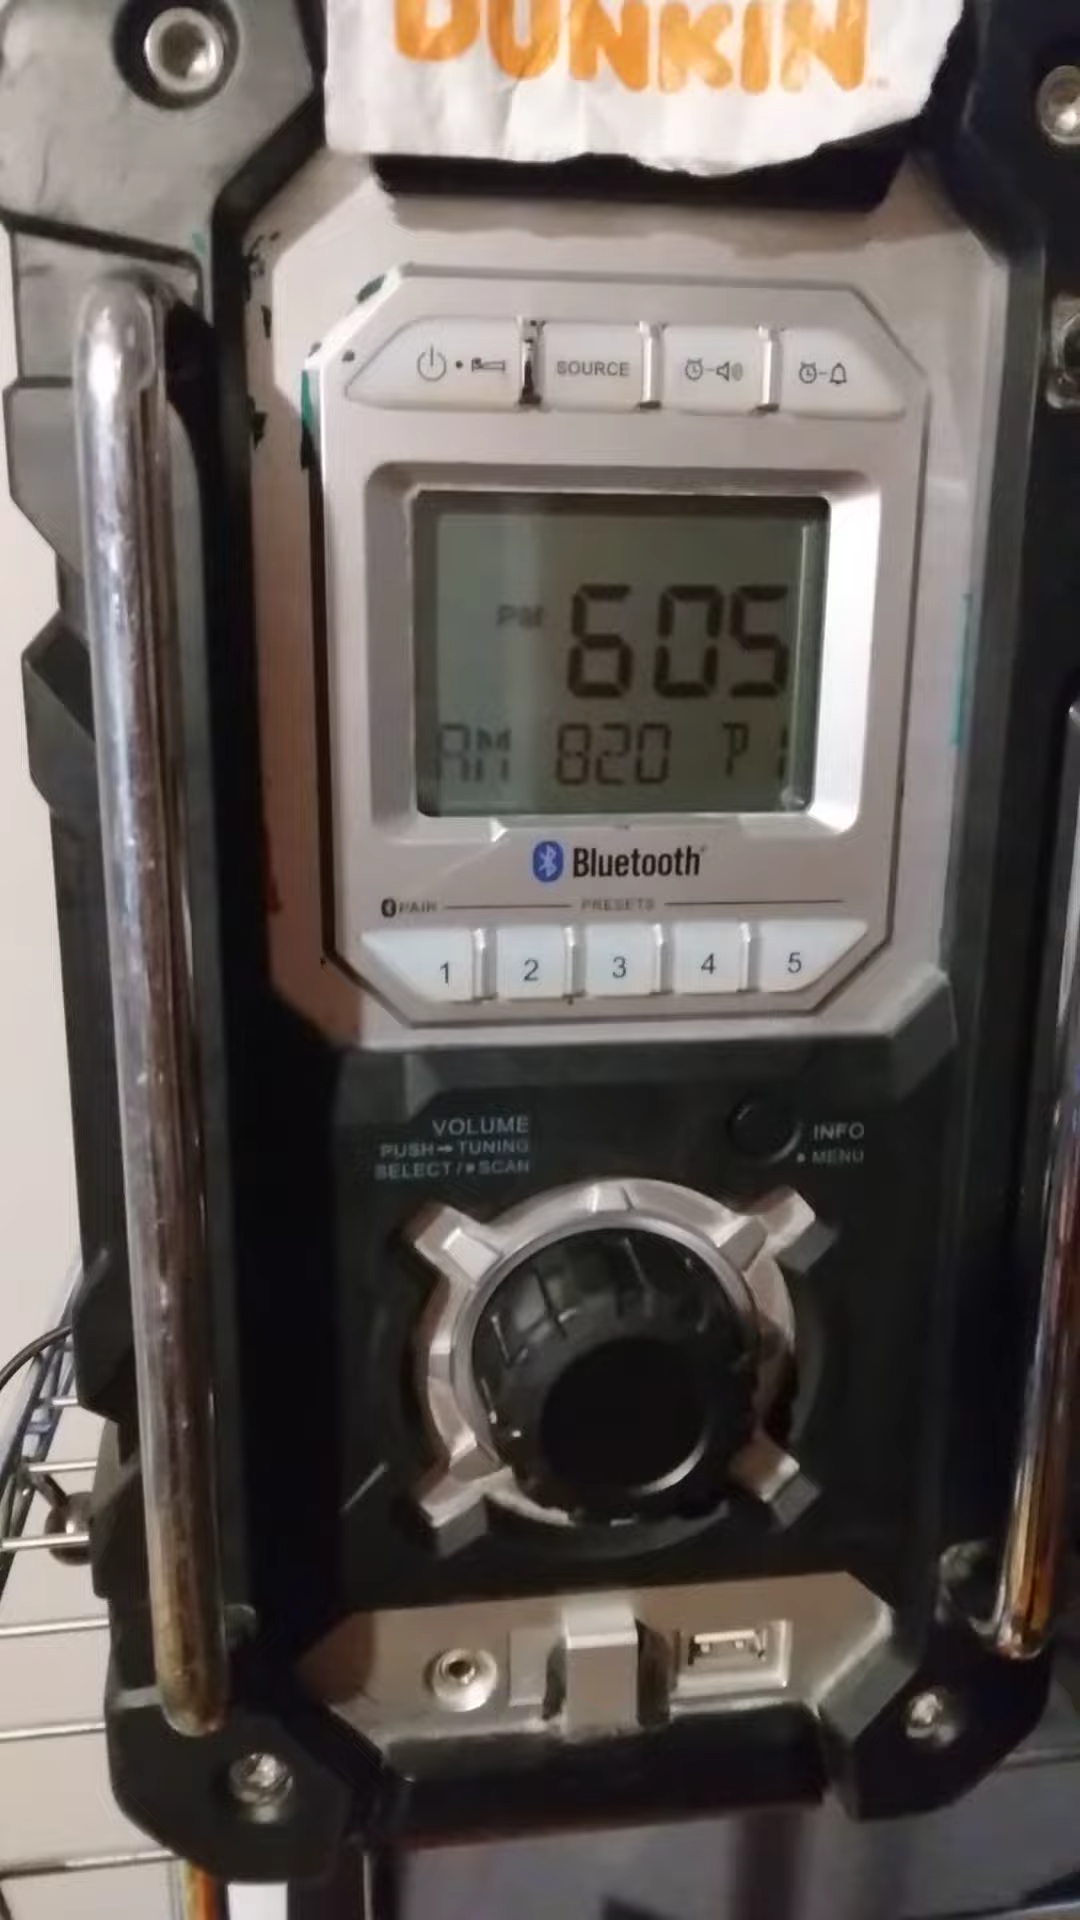 DUNKIN
SOURCE
PM 605
AM 820 P1
Bluetooth
PAIR PRESETS
1 2 3 4 5
VOLUME
PUSH→TUNING
SELECT/•SCAN
INFO
• MENU